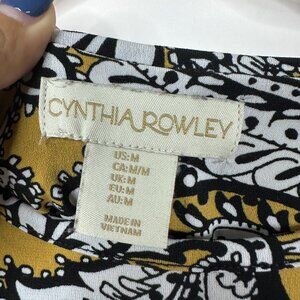 CYNTHIA ROWLEY
US: M
CA: M/M
UK: M
EU: M
AU: M
MADE IN
VIETNAM